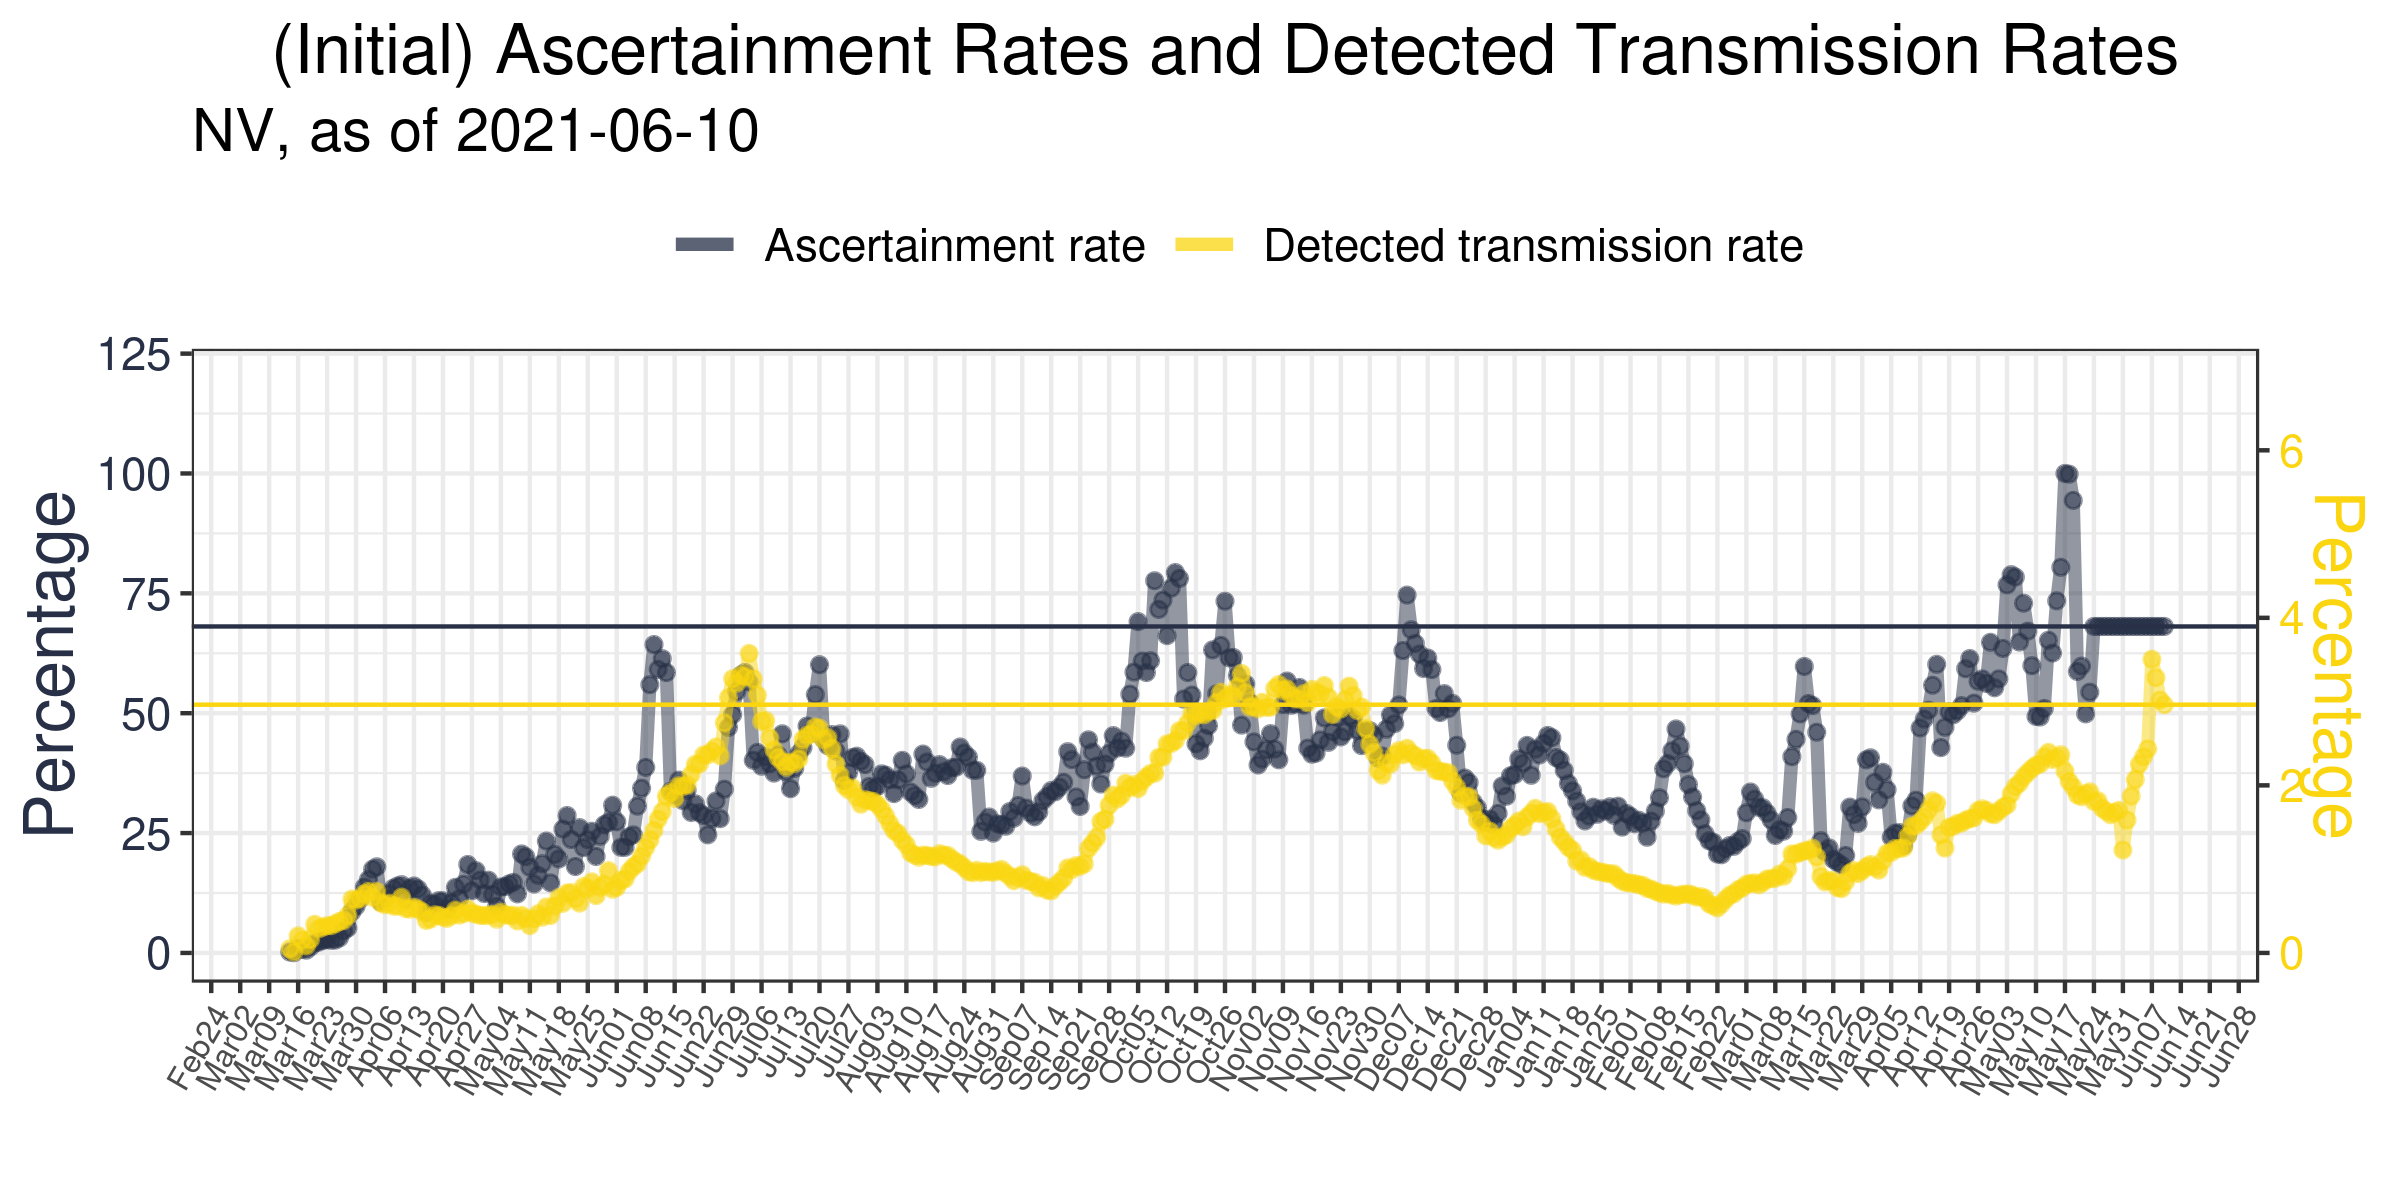 (Initial) Ascertainment Rates and Detected Transmission Rates
NV, as of 2021-06-10
Ascertainment rate
Detected transmission rate
125
100
75
50
25
0
Percentage
6
4
2
0
Percentage
Feb24
Mar02
Mar09
Mar16
Mar23
Mar30
Apr06
Apr13
Apr20
Apr27
May04
May11
May18
May25
Jun01
Jun08
Jun15
Jun22
Jun29
Jul06
Jul13
Jul20
Jul27
Aug03
Aug10
Aug17
Aug24
Aug31
Sep07
Sep14
Sep21
Sep28
Oct05
Oct12
Oct19
Oct26
Nov02
Nov09
Nov16
Nov23
Nov30
Dec07
Dec14
Dec21
Dec28
Jan04
Jan11
Jan18
Jan25
Feb01
Feb08
Feb15
Feb22
Mar01
Mar08
Mar15
Mar22
Mar29
Apr05
Apr12
Apr19
Apr26
May03
May10
May17
May24
May31
Jun07
Jun14
Jun21
Jun28